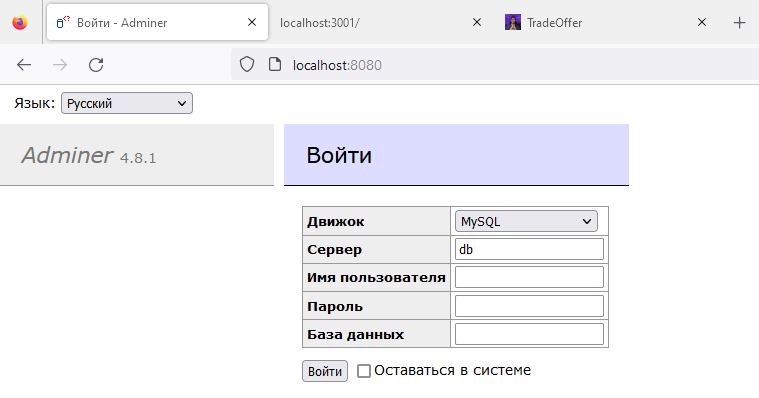 Войти - Adminer
localhost:3001/
TradeOffer
localhost:8080
Язык: Русский
Adminer 4.8.1
Войти
Движок MySQL
Сервер db
Имя пользователя
Пароль
База данных
Войти Оставаться в системе